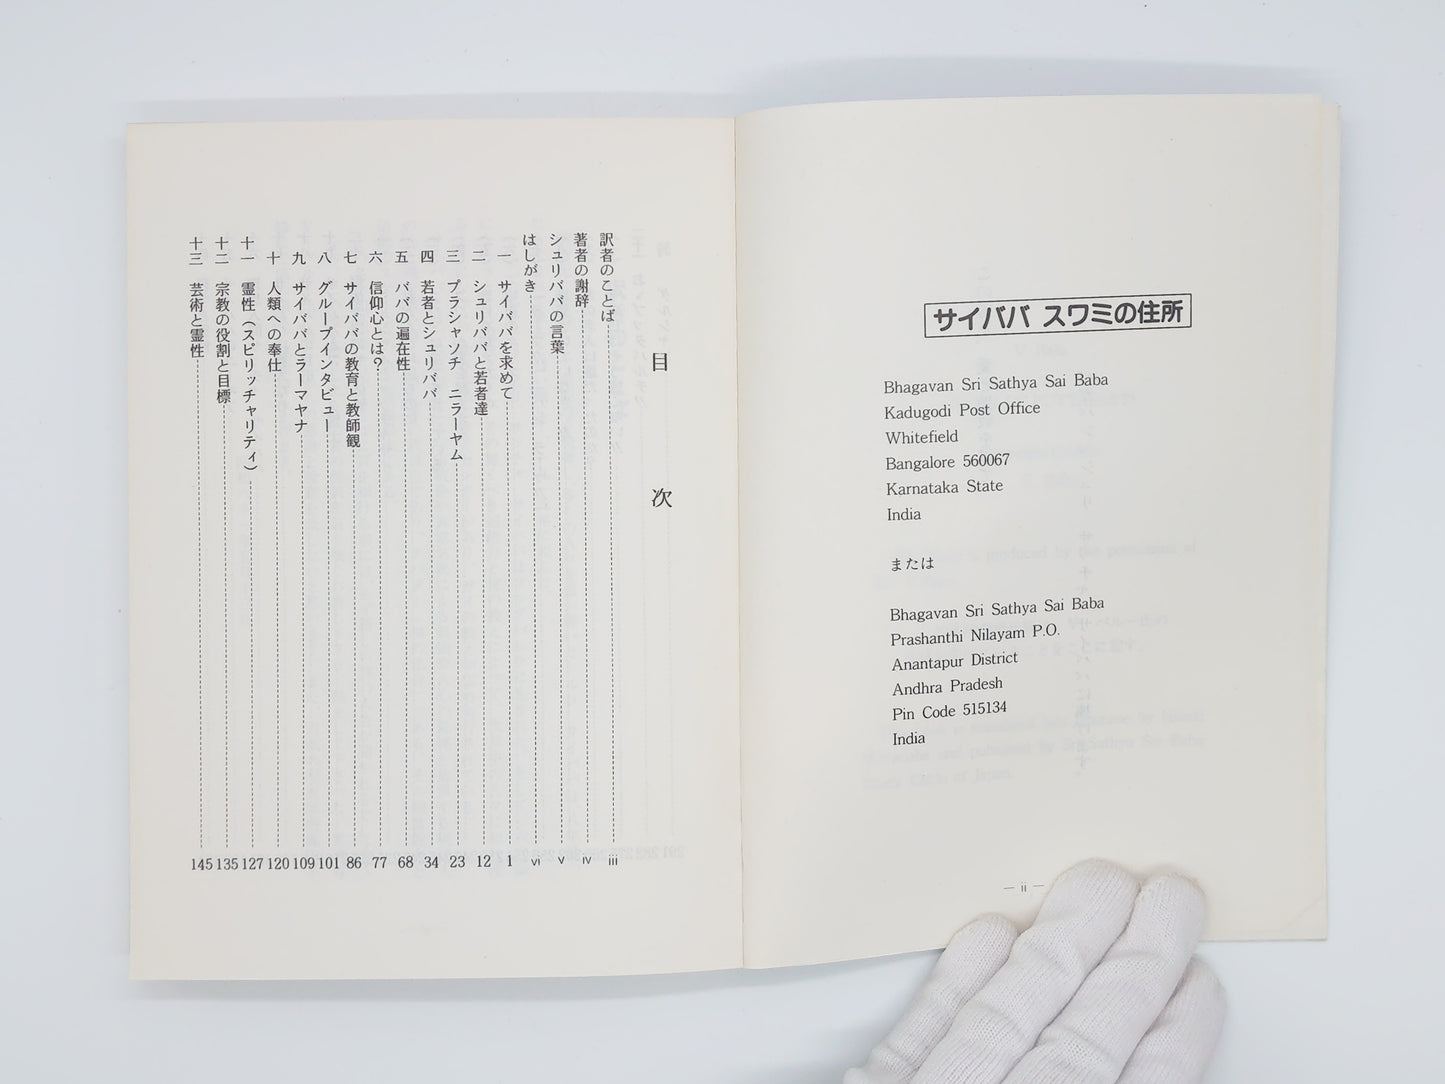 サイババ スワミの住所
Bhagavan Sri Sathya Sai Baba
Kadugodi Post Office
Whitefield
Bangalore 560067
Karnataka State
India
または
Bhagavan Sri Sathya Sai Baba
Prashanthi Nilayam P.O.
Anantapur District
Andhra Pradesh
Pin Code 515134
India
— ii —
目次
訳者のことば iii
著者の謝辞 iv
シュリババの言葉 v
はしがき vi
一 サイババを求めて 1
二 シュリババと若者達 12
三 プラシャソチ ニラーヤム 23
四 若者とシュリババ 34
五 ババの遍在性 68
六 信仰心とは? 77
七 サイババの教育と教師観 86
八 グループインタビュー 101
九 サイババとラーマヤナ 109
十 人類への奉仕 120
十一 霊性(スピリッチャリティ) 127
十二 宗教の役割と目標 135
十三 芸術と霊性 145